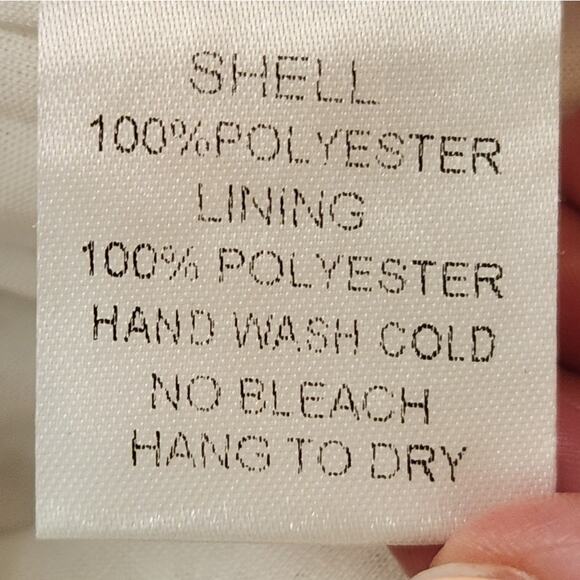 SHELL
100%POLYESTER
LINING
100% POLYESTER
HAND WASH COLD
NO BLEACH
HANG TO DRY